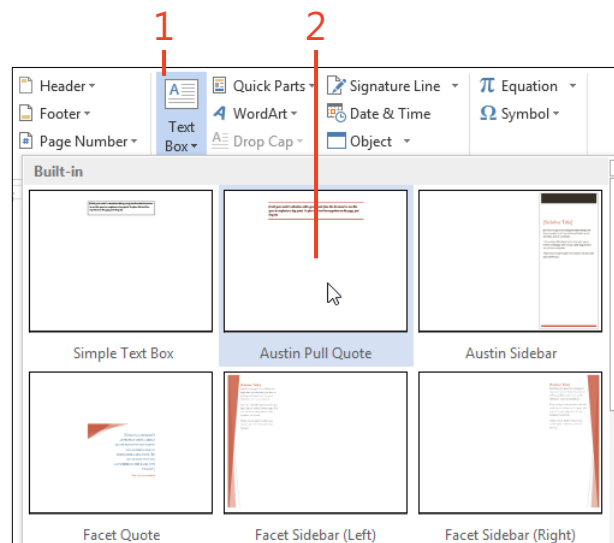 1 2
Header Quick Parts Signature Line π Equation
Footer Text Box WordArt Date & Time Ω Symbol
Page Number Drop Cap Object
Built-in
Simple Text Box Austin Pull Quote Austin Sidebar
Facet Quote Facet Sidebar (Left) Facet Sidebar (Right)